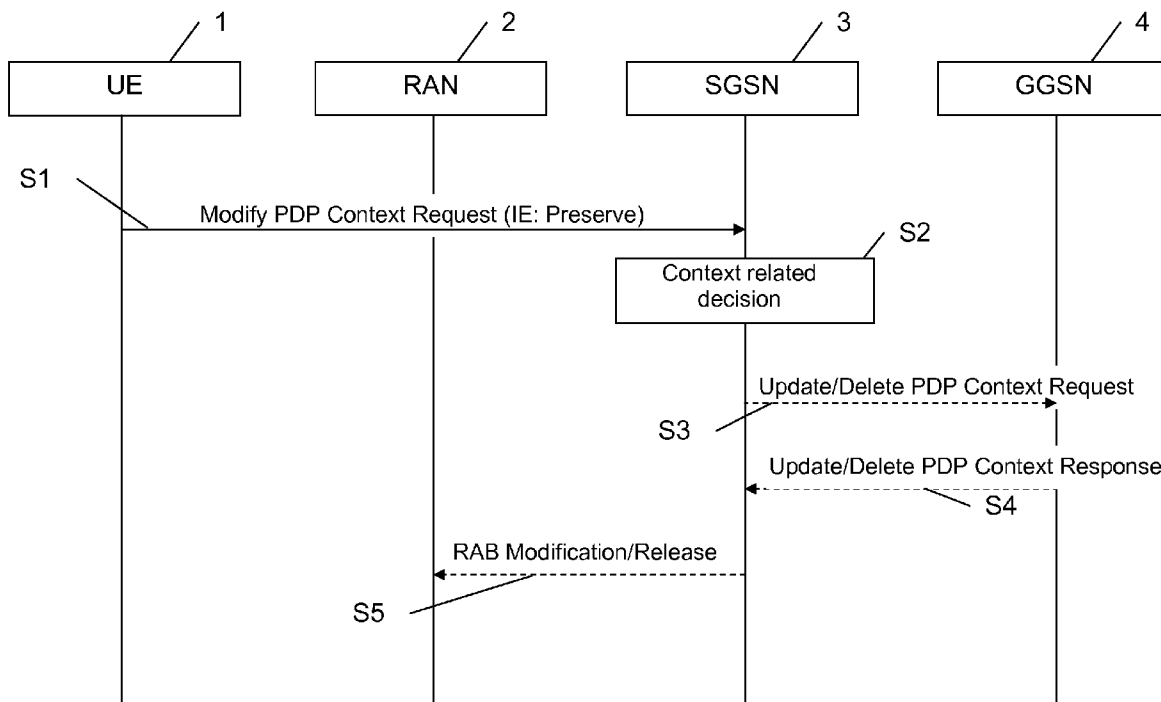 1
2
3
4
UE
RAN
SGSN
GGSN
S1
Modify PDP Context Request (IE: Preserve)
S2
Context related
decision
Update/Delete PDP Context Request
S3
Update/Delete PDP Context Response
S4
RAB Modification/Release
S5